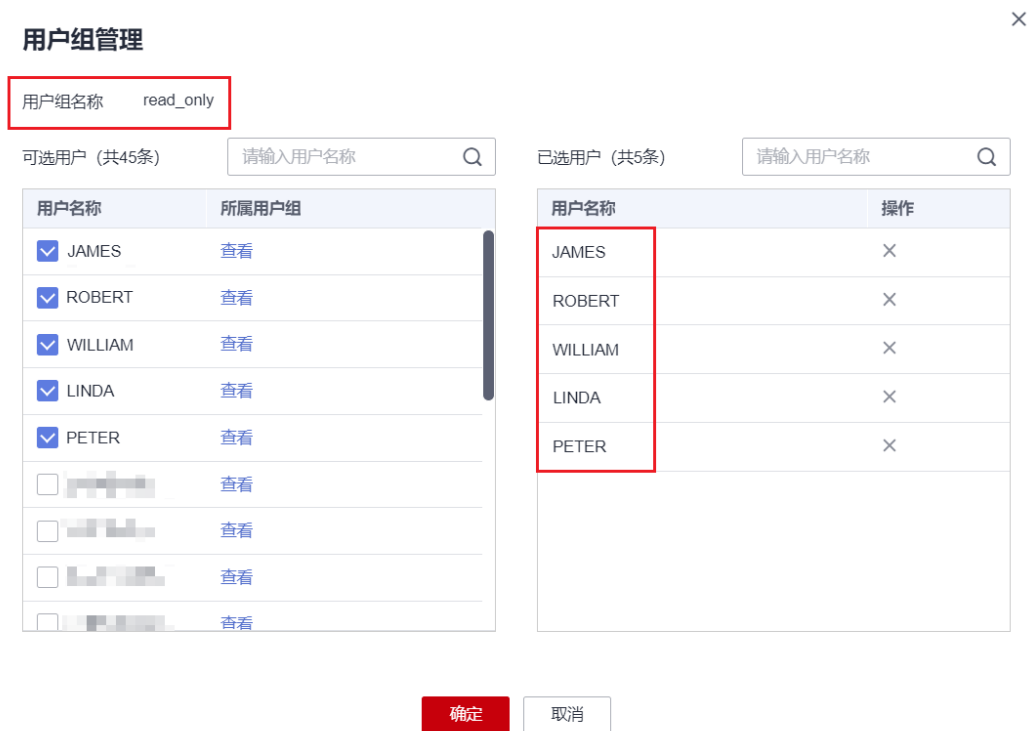 用户组管理
用户组名称 read_only
可选用户（共45条） 请输入用户名称
用户名称 所属用户组
JAMES 查看
ROBERT 查看
WILLIAM 查看
LINDA 查看
PETER 查看
查看
查看
查看
查看
已选用户（共5条） 请输入用户名称
用户名称 操作
JAMES
ROBERT
WILLIAM
LINDA
PETER
确定 取消